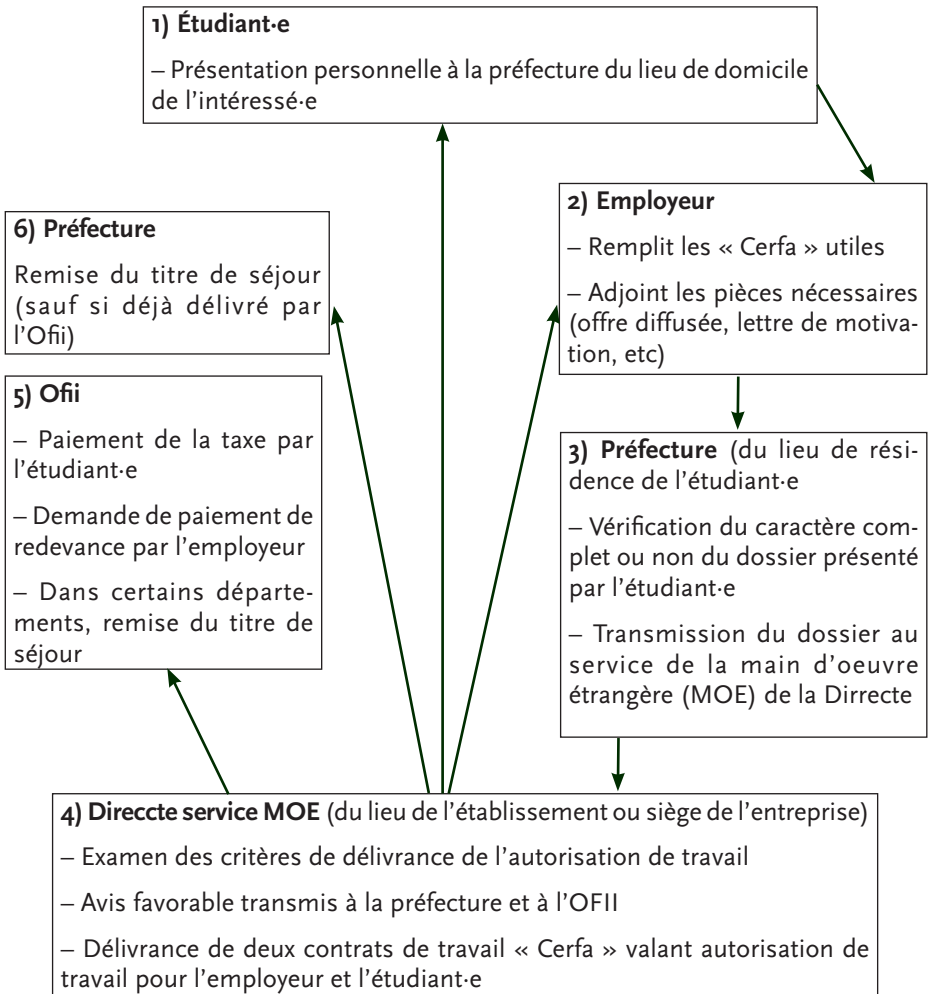 1) Étudiant·e
– Présentation personnelle à la préfecture du lieu de domicile
de l’intéressé·e
2) Employeur
– Remplit les « Cerfa » utiles
– Adjoint les pièces nécessaires
(offre diffusée, lettre de motiva-
tion, etc)
3) Préfecture (du lieu de rési-
dence de l’étudiant·e
– Vérification du caractère com-
plet ou non du dossier présenté
par l’étudiant·e
– Transmission du dossier au
service de la main d’oeuvre
étrangère (MOE) de la Dirrecte
4) Direccte service MOE (du lieu de l’établissement ou siège de l’entreprise)
– Examen des critères de délivrance de l’autorisation de travail
– Avis favorable transmis à la préfecture et à l’OFII
– Délivrance de deux contrats de travail « Cerfa » valant autorisation de
travail pour l’employeur et l’étudiant·e
5) Ofii
– Paiement de la taxe par
l’étudiant·e
– Demande de paiement de
redevance par l’employeur
– Dans certains départe-
ments, remise du titre de
séjour
6) Préfecture
Remise du titre de séjour
(sauf si déjà délivré par
l’Ofii)